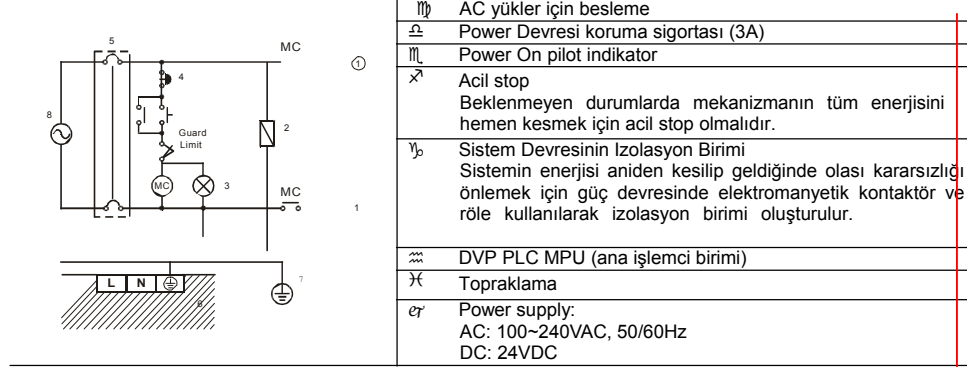 5
MC
①
4
8
Guard
Limit
2
MC
3
MC
1
L N
7
6
♍ AC yükler için besleme
♎ Power Devresi koruma sigortası (3A)
♏ Power On pilot indikator
♐ Acil stop
Beklenmeyen durumlarda mekanizmanın tüm enerjisini
hemen kesmek için acil stop olmalıdır.
♑ Sistem Devresinin Izolasyon Birimi
Sistemin enerjisi aniden kesilip geldiğinde olası kararsızlığı
önlemek için güç devresinde elektromanyetik kontaktör ve
röle kullanılarak izolasyon birimi oluşturulur.
♒ DVP PLC MPU (ana işlemci birimi)
♓ Topraklama
🙰 Power supply:
AC: 100~240VAC, 50/60Hz
DC: 24VDC